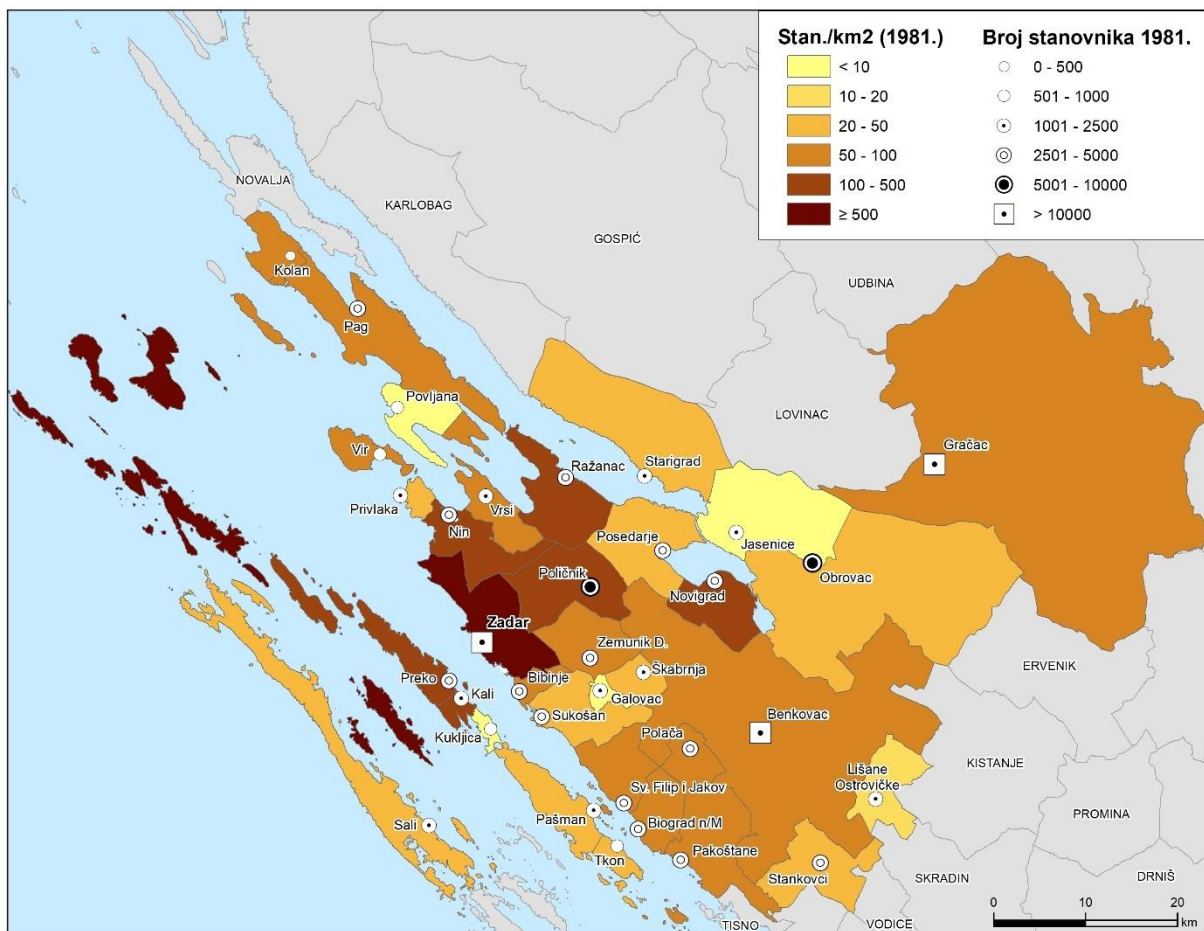 Stan./km2 (1981.)
< 10
10 - 20
20 - 50
50 - 100
100 - 500
≥ 500
Broj stanovnika 1981.
0 - 500
501 - 1000
1001 - 2500
2501 - 5000
5001 - 10000
> 10000
NOVALJA
KARLOBAG
GOSPIĆ
UDBINA
Kolan
Pag
Povljana
LOVINAC
Gračac
Vir
Ražanac
Starigrad
Privlaka
Vrsi
Nin
Posedarje
Jasenice
Poličnik
Novigrad
Obrovac
Zadar
Zemunik D.
ERVENIK
Preko
Bibinje
Škabrnja
Kali
Galovac
Sukošan
Benkovac
Kukljica
Polača
KISTANJE
Lišane
Ostrovičke
Sv. Filip i Jakov
PROMINA
Pašman
Biograd n/M
Sali
Tkon
Pakoštane
Stankovci
SKRADIN
DRNIŠ
TISNO
VODICE
0 10 20
km